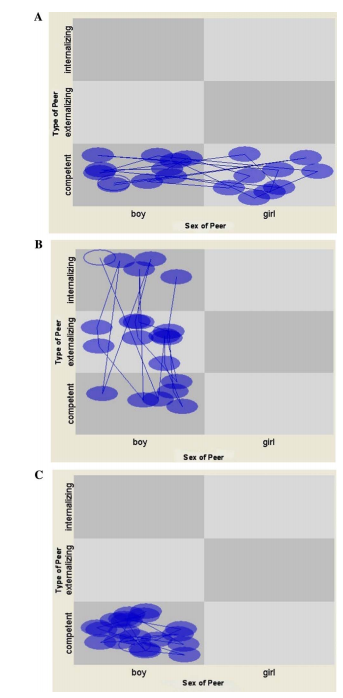 A
internalizing
externalizing
competent
Type of Peer
boy
girl
Sex of Peer
B
internalizing
externalizing
competent
Type of Peer
boy
girl
Sex of Peer
C
internalizing
externalizing
competent
Type of Peer
boy
girl
Sex of Peer